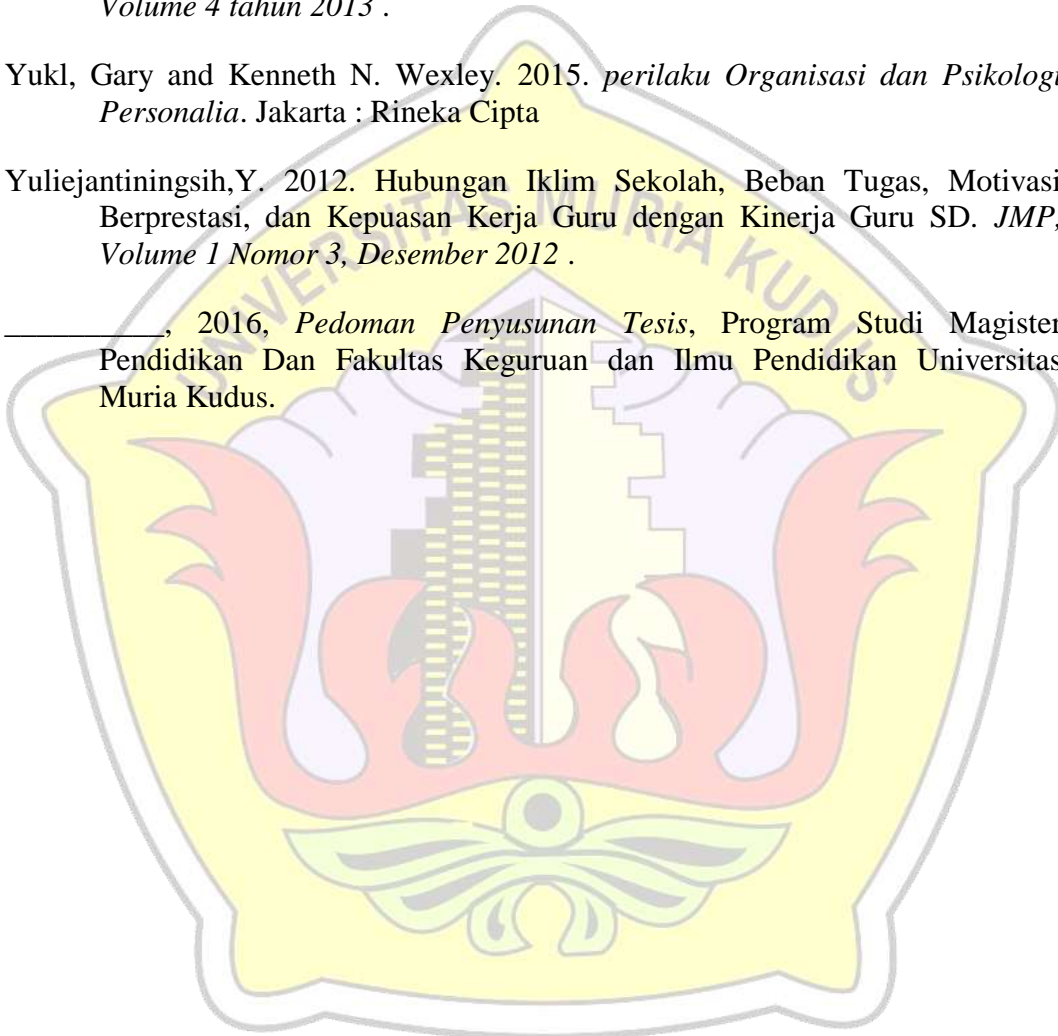 Volume 4 tahun 2013 .
Yukl, Gary and Kenneth N. Wexley. 2015. perilaku Organisasi dan Psikologi
Personalia. Jakarta : Rineka Cipta
Yuliejantiningsih,Y. 2012. Hubungan Iklim Sekolah, Beban Tugas, Motivasi
Berprestasi, dan Kepuasan Kerja Guru dengan Kinerja Guru SD. JMP,
Volume 1 Nomor 3, Desember 2012 .
__________, 2016, Pedoman Penyusunan Tesis, Program Studi Magister
Pendidikan Dan Fakultas Keguruan dan Ilmu Pendidikan Universitas
Muria Kudus.
UNIVERSITAS MURIA KUDUS